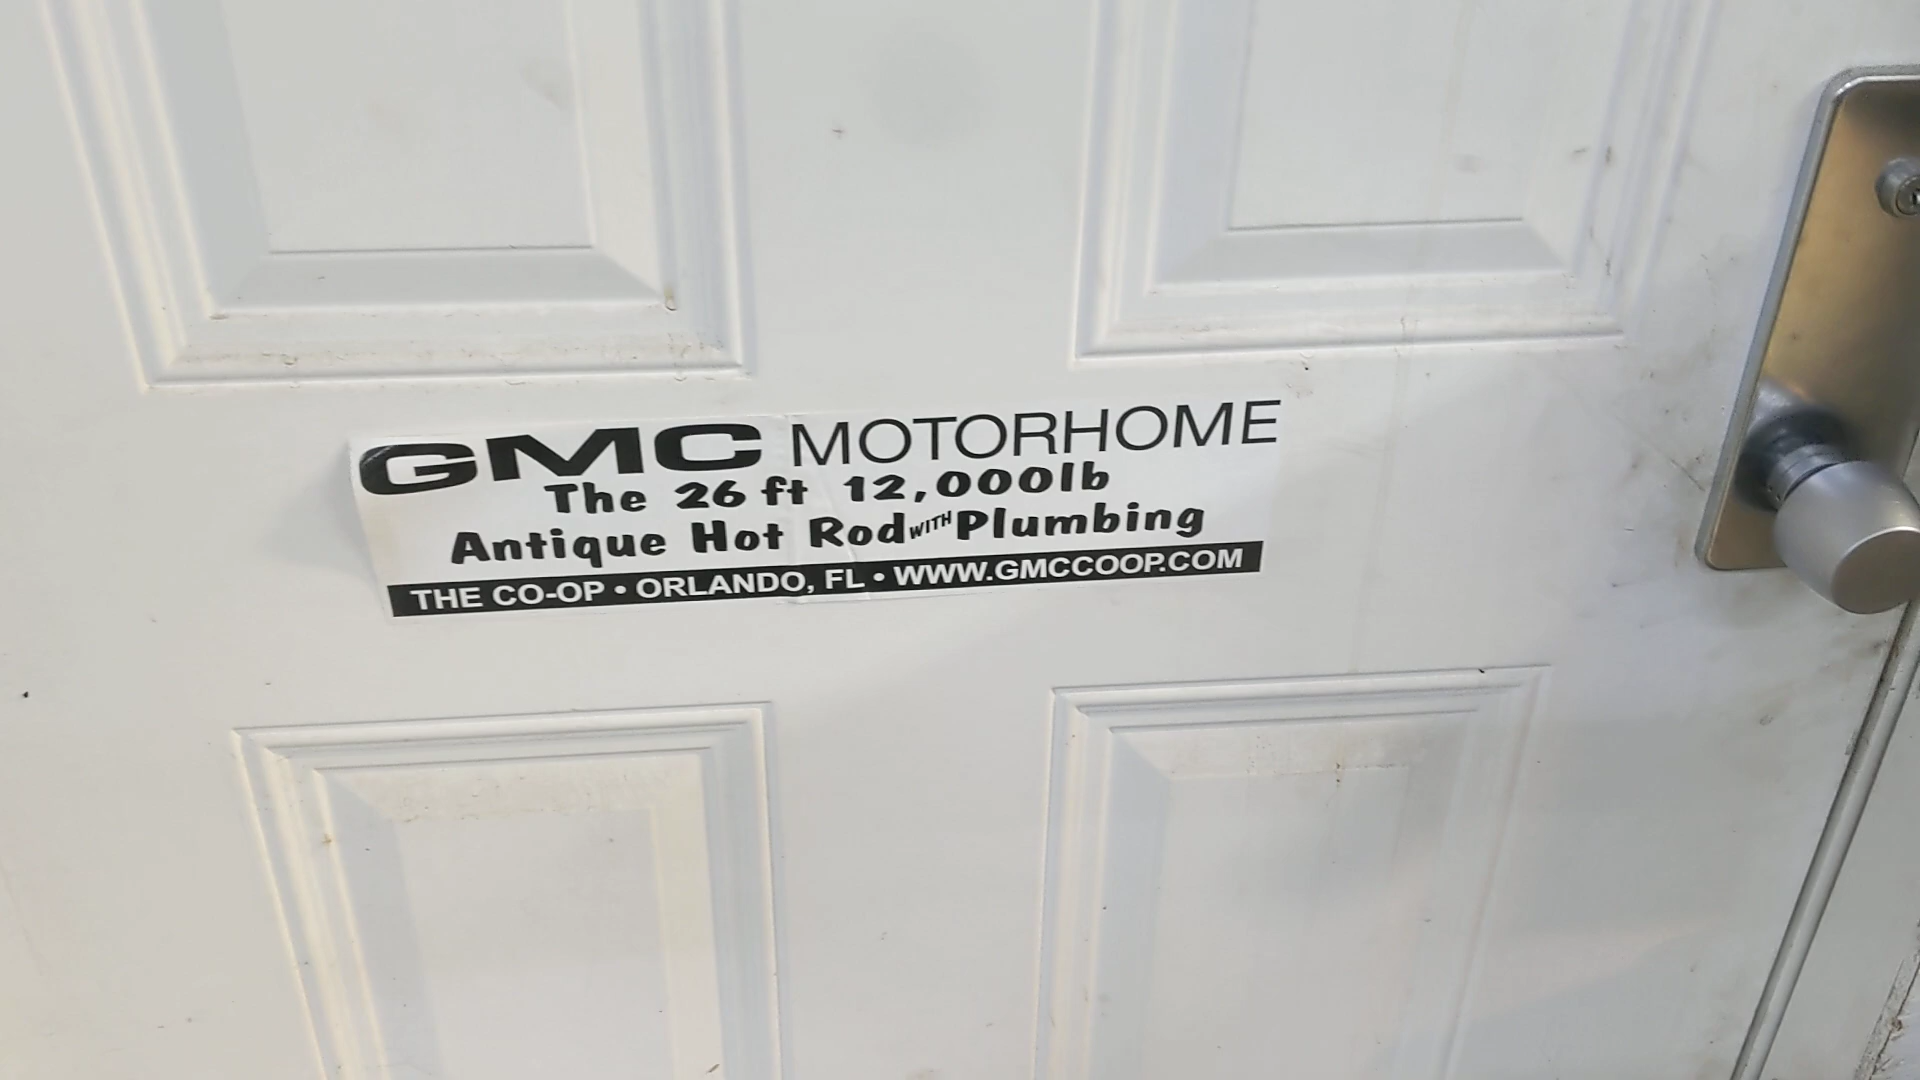 GMC MOTORHOME
The 26 ft 12,000lb
Antique Hot Rod WITH Plumbing
THE CO-OP • ORLANDO, FL • WWW.GMCCOOP.COM